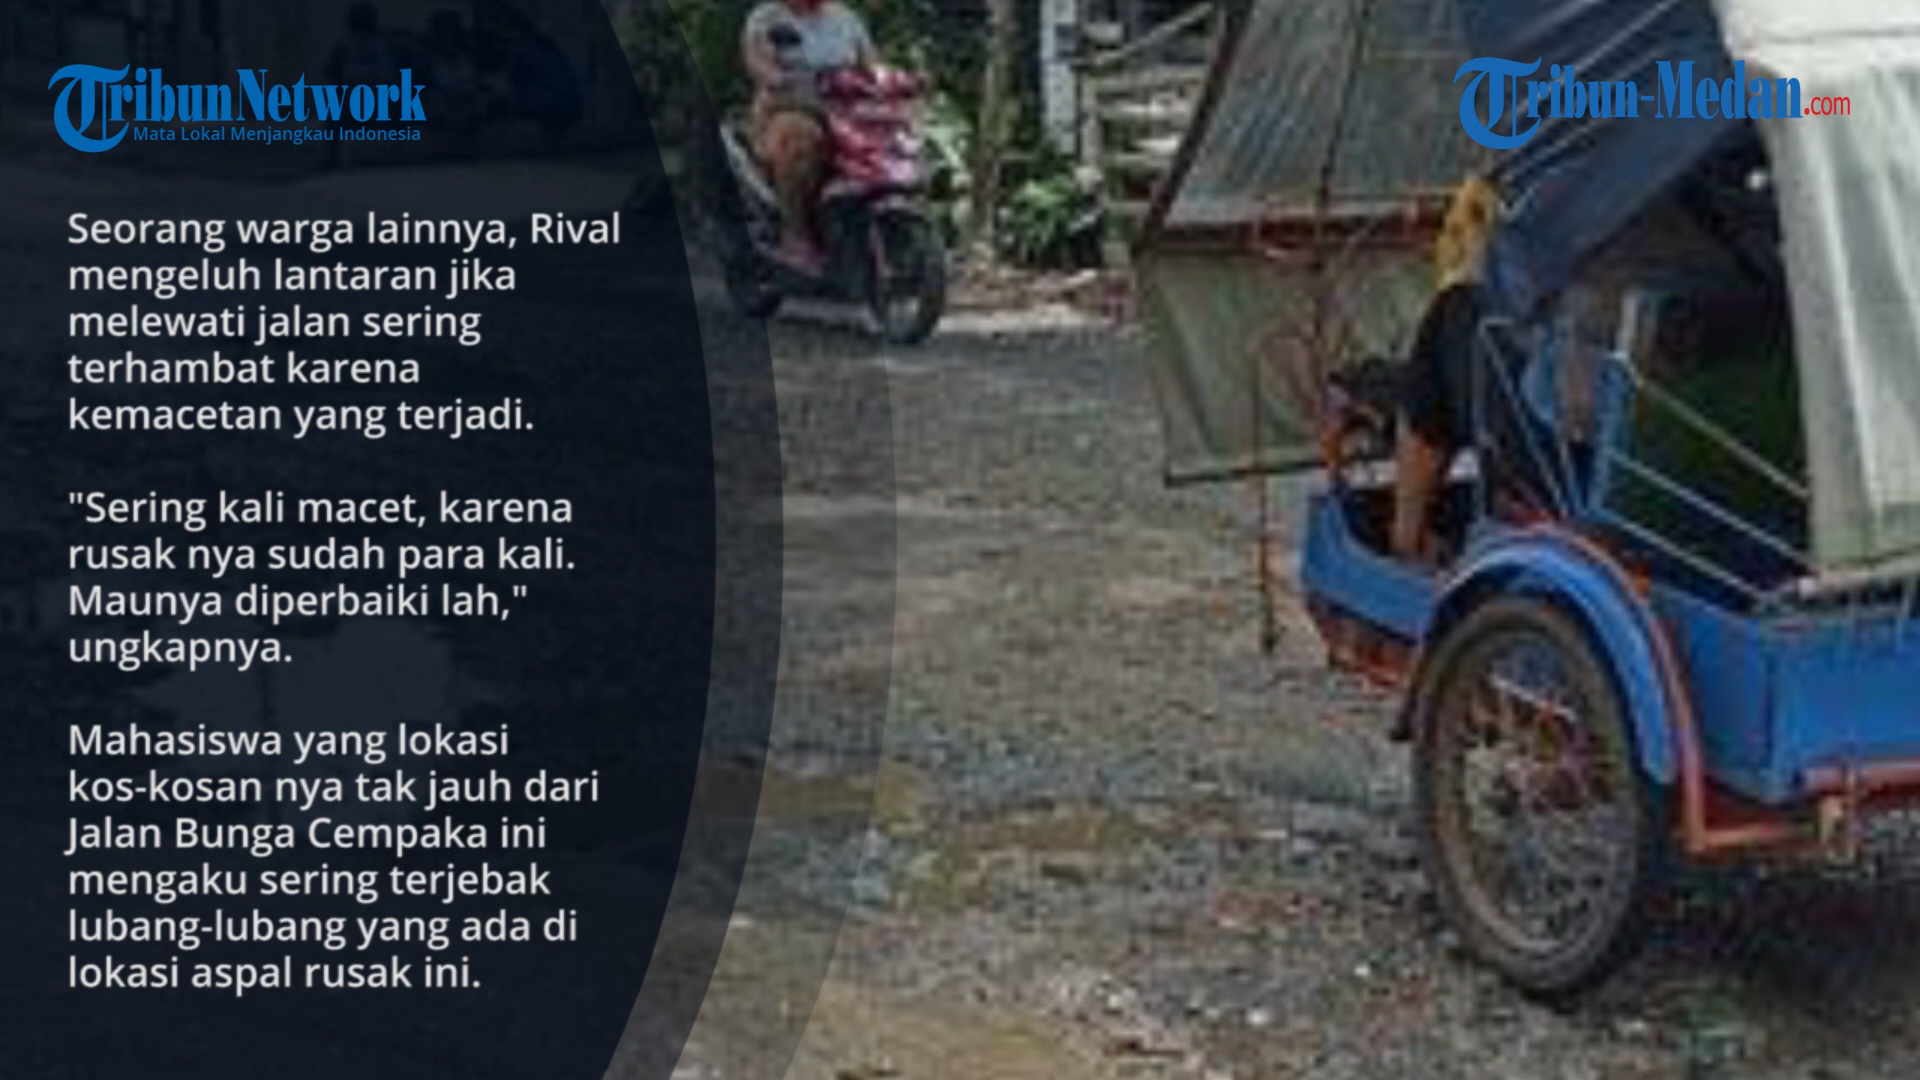 TribunNetwork
Mata Lokal Menjangkau Indonesia
Tribun-Medan.com
Seorang warga lainnya, Rival
mengeluh lantaran jika
melewati jalan sering
terhambat karena
kemacetan yang terjadi.
"Sering kali macet, karena
rusak nya sudah para kali.
Maunya diperbaiki lah,"
ungkapnya.
Mahasiswa yang lokasi
kos-kosan nya tak jauh dari
Jalan Bunga Cempaka ini
mengaku sering terjebak
lubang-lubang yang ada di
lokasi aspal rusak ini.